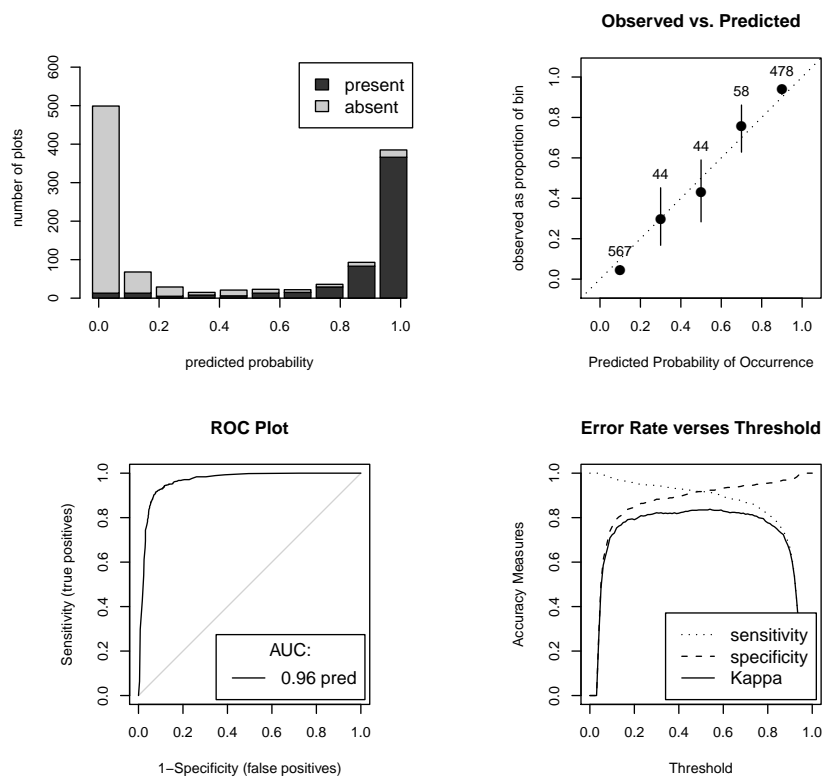 number of plots
0 100 200 300 400 500 600
present
absent
0.0 0.2 0.4 0.6 0.8 1.0
predicted probability
Observed vs. Predicted
observed as proportion of bin
0.0 0.2 0.4 0.6 0.8 1.0
567
44
44
58
478
0.0 0.2 0.4 0.6 0.8 1.0
Predicted Probability of Occurrence
ROC Plot
Sensitivity (true positives)
0.0 0.2 0.4 0.6 0.8 1.0
AUC:
0.96 pred
0.0 0.2 0.4 0.6 0.8 1.0
1−Specificity (false positives)
Error Rate verses Threshold
Accuracy Measures
0.0 0.2 0.4 0.6 0.8 1.0
sensitivity
specificity
Kappa
0.0 0.2 0.4 0.6 0.8 1.0
Threshold